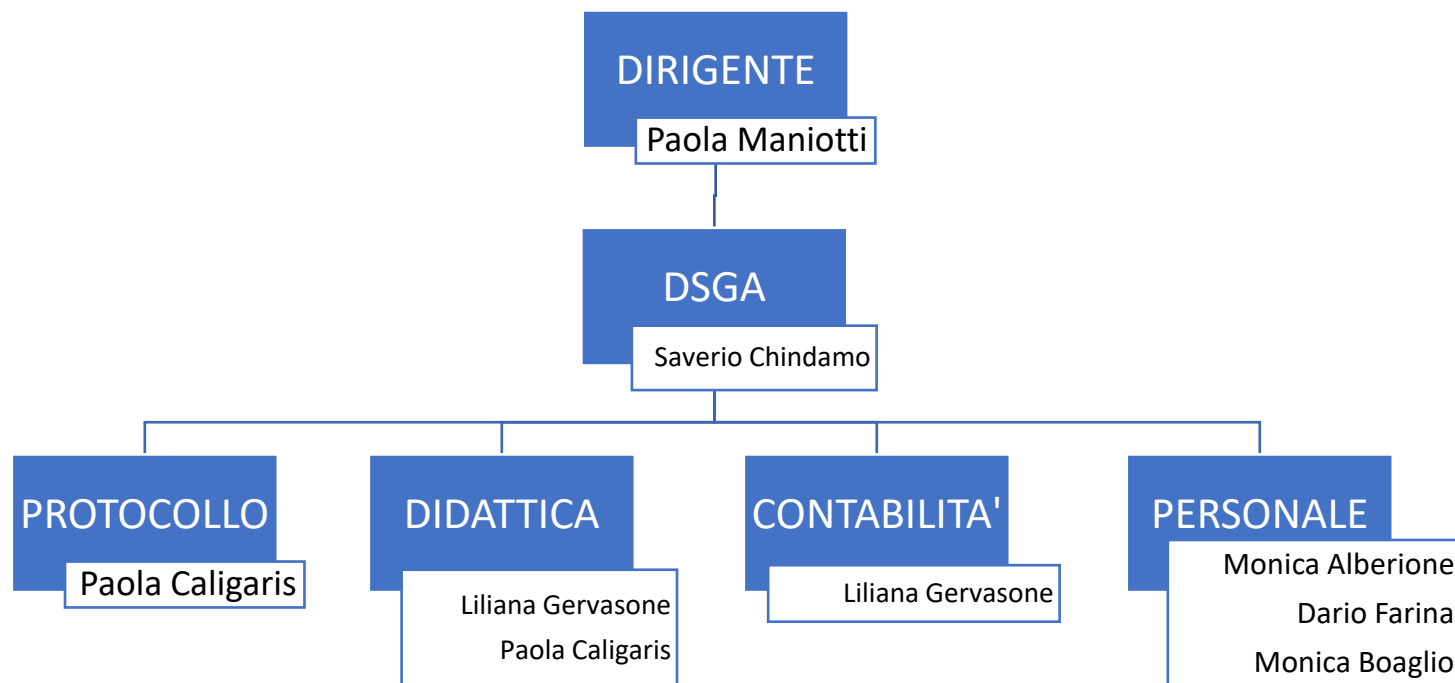 DIRIGENTE
Paola Maniotti
DSGA
Saverio Chindamo
PROTOCOLLO
Paola Caligaris
DIDATTICA
Liliana Gervasone
Paola Caligaris
CONTABILITA'
Liliana Gervasone
PERSONALE
Monica Alberione
Dario Farina
Monica Boaglio